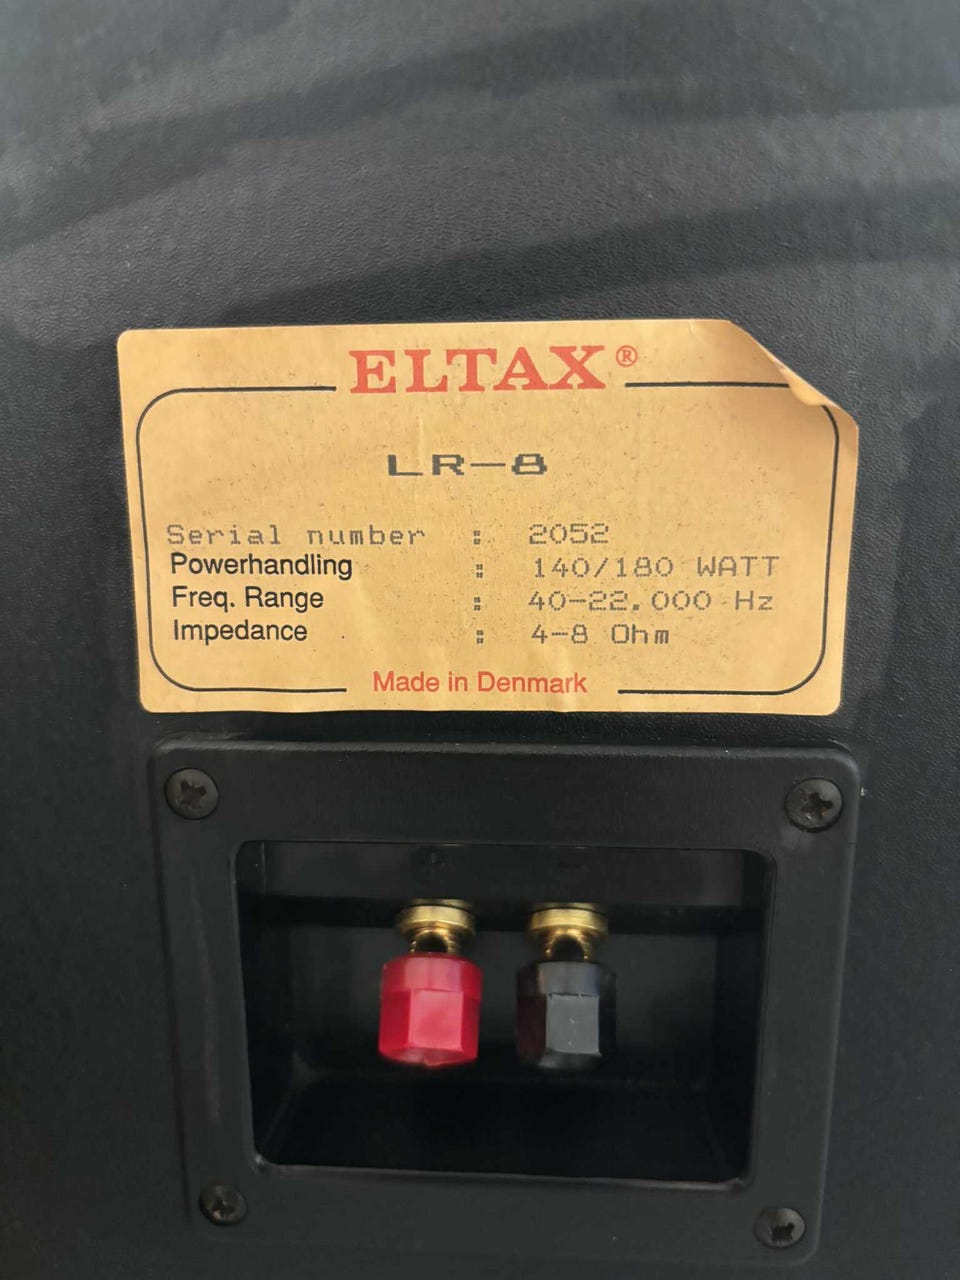 ELTAX®
LR-8
Serial number : 2052
Powerhandling : 140/180 WATT
Freq. Range : 40-22.000 Hz
Impedance : 4-8 Ohm
Made in Denmark
+ -